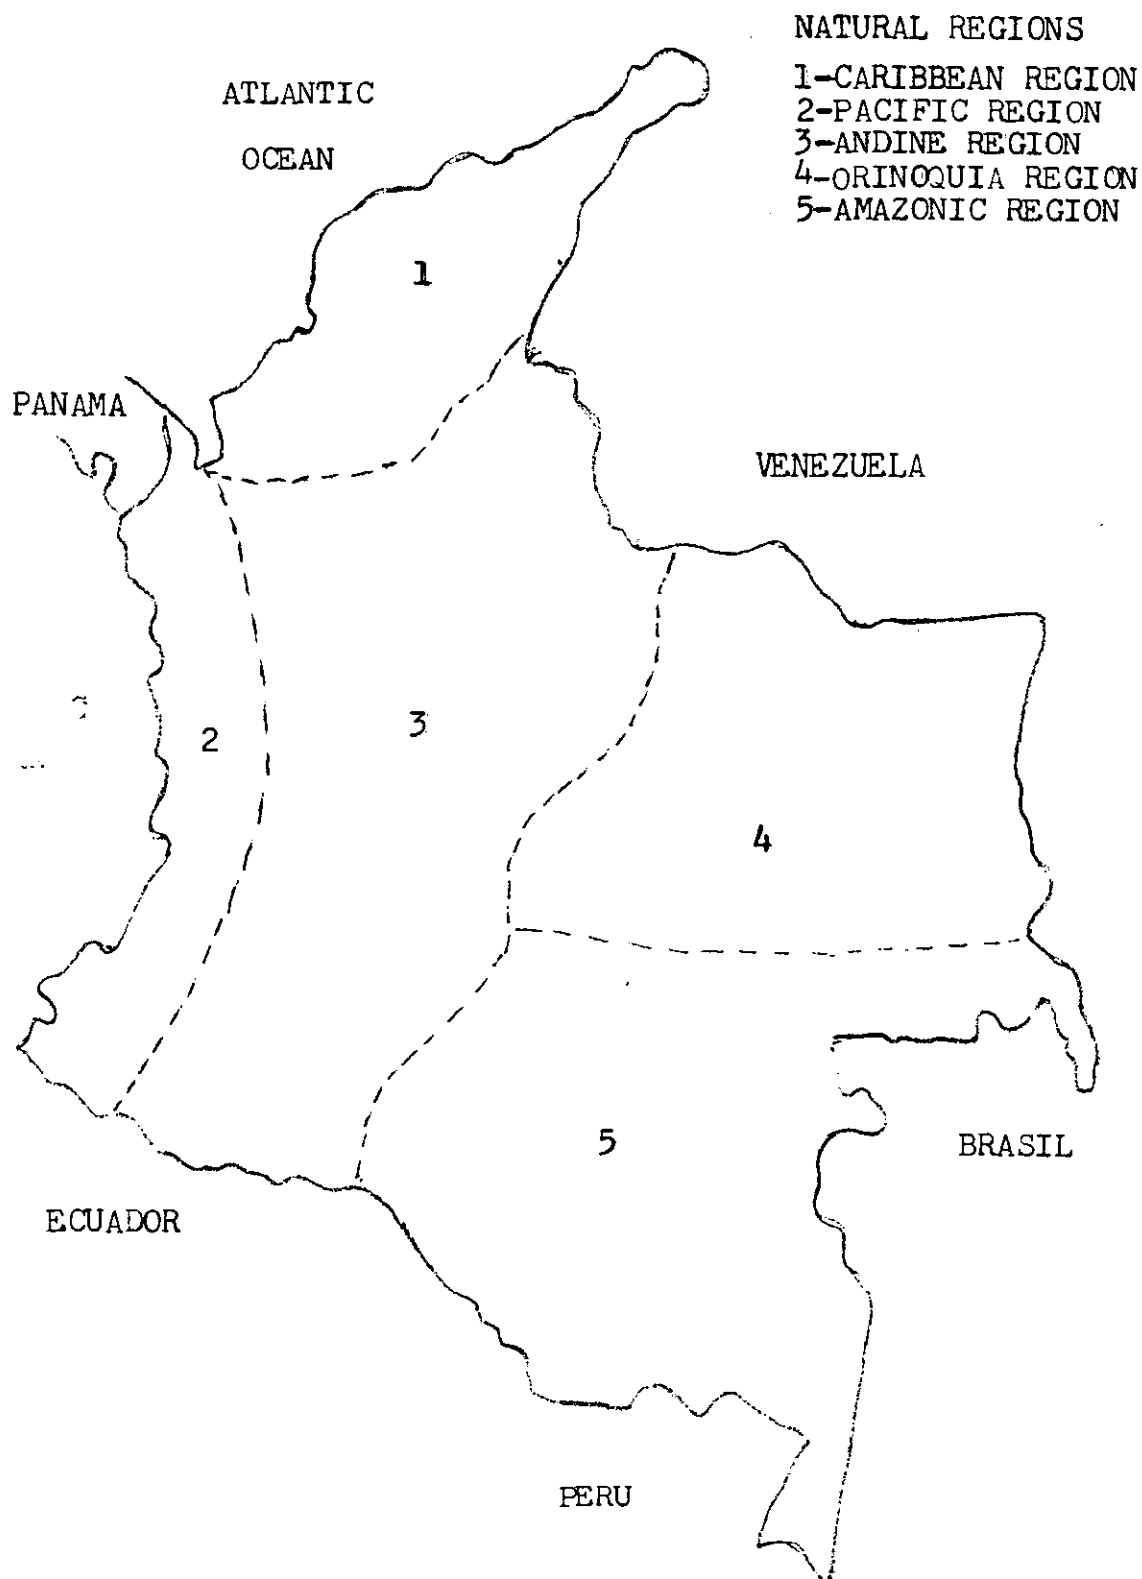 NATURAL REGIONS
1-CARIBBEAN REGION
2-PACIFIC REGION
3-ANDINE REGION
4-ORINOQUIA REGION
5-AMAZONIC REGION
ATLANTIC
OCEAN
1
PANAMA
VENEZUELA
2
3
4
5
BRASIL
ECUADOR
PERU